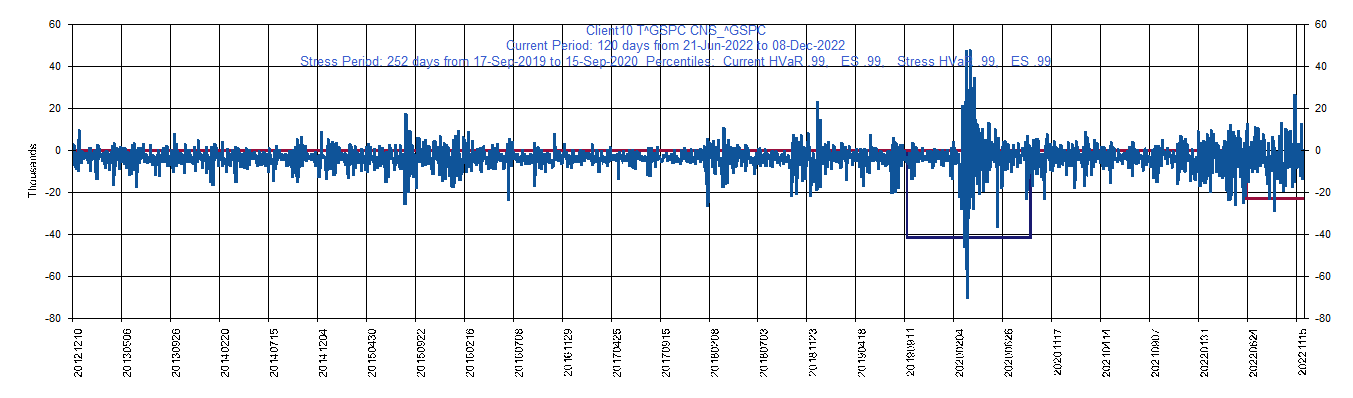 Client10 T^GSPC CNS_^GSPC
Current Period: 120 days from 21-Jun-2022 to 08-Dec-2022
Stress Period: 252 days from 17-Sep-2019 to 15-Sep-2020 Percentiles: Current HVaR .99, ES .99, Stress HVaR .99, ES .99
60 60
40 40
20 20
0 0
-20 -20
-40 -40
-60 -60
-80 -80
Thousands
20121210 20130506 20130926 20140220 20140715 20141204 20150430 20150922 20160216 20160708 20161129 20170425 20170915 20180208 20180703 20181123 20190418 20190911 20200204 20200626 20201117 20210414 20210907 20220131 20220624 20221115